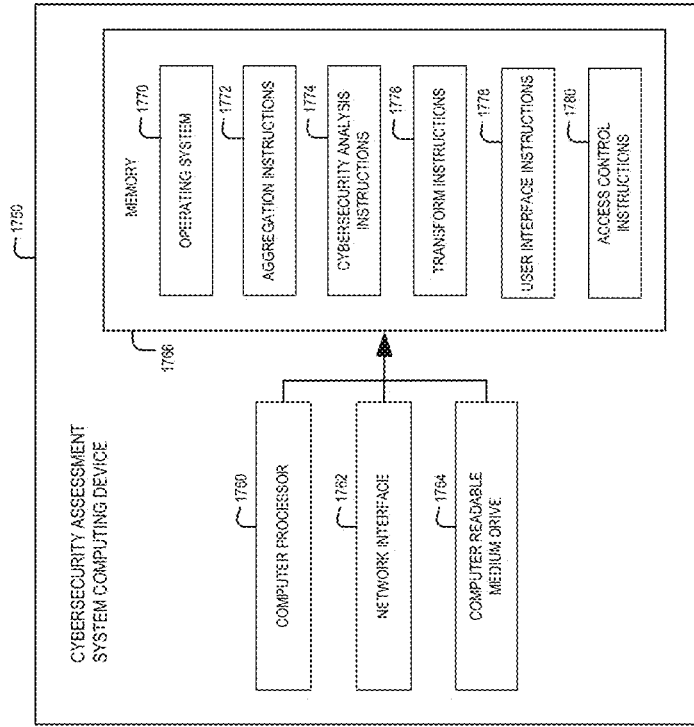 1750
CYBERSECURITY ASSESSMENT
SYSTEM COMPUTING DEVICE
1760
COMPUTER PROCESSOR
1762
NETWORK INTERFACE
1764
COMPUTER READABLE
MEDIUM DRIVE
1766
MEMORY
1770
OPERATING SYSTEM
1772
AGGREGATION INSTRUCTIONS
1774
CYBERSECURITY ANALYSIS
INSTRUCTIONS
1778
TRANSFORM INSTRUCTIONS
1778
USER INTERFACE INSTRUCTIONS
1780
ACCESS CONTROL
INSTRUCTIONS